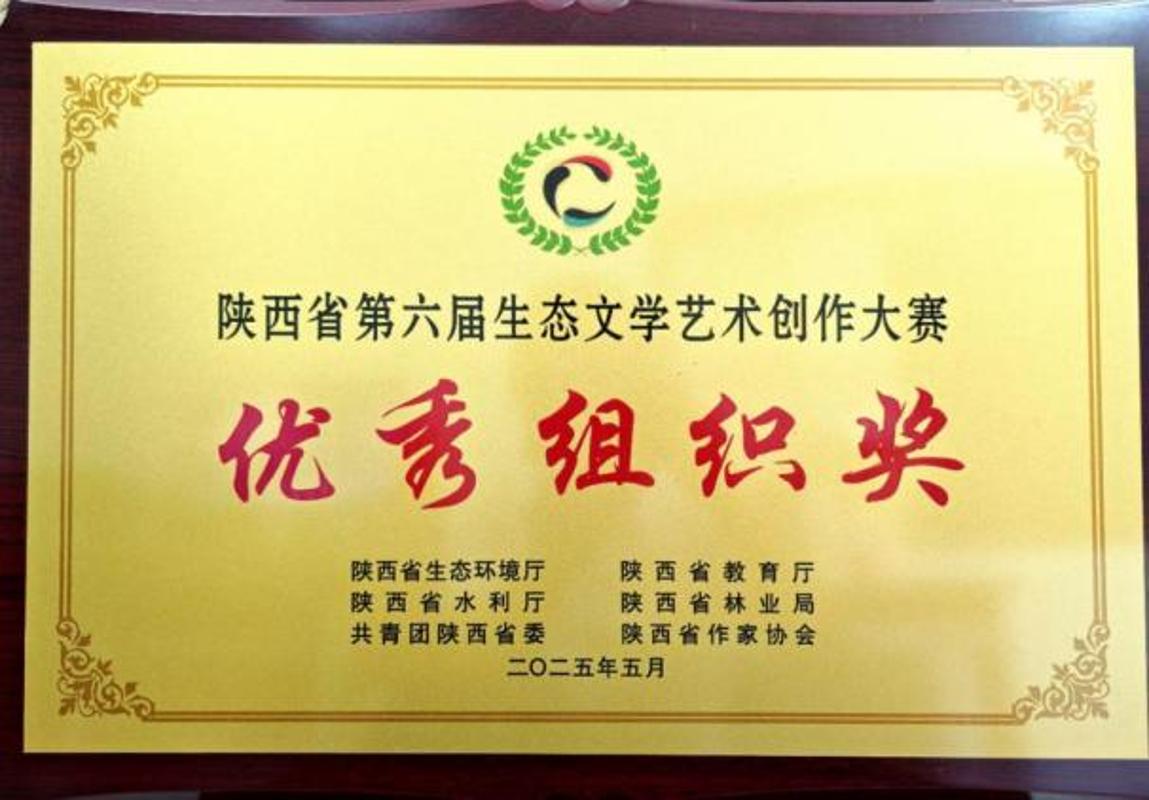 陕西省第六届生态文学艺术创作大赛
优秀组织奖
陕西省生态环境厅 陕西省教育厅
陕西省水利厅 陕西省林业局
共青团陕西省委 陕西省作家协会
二〇二五年五月